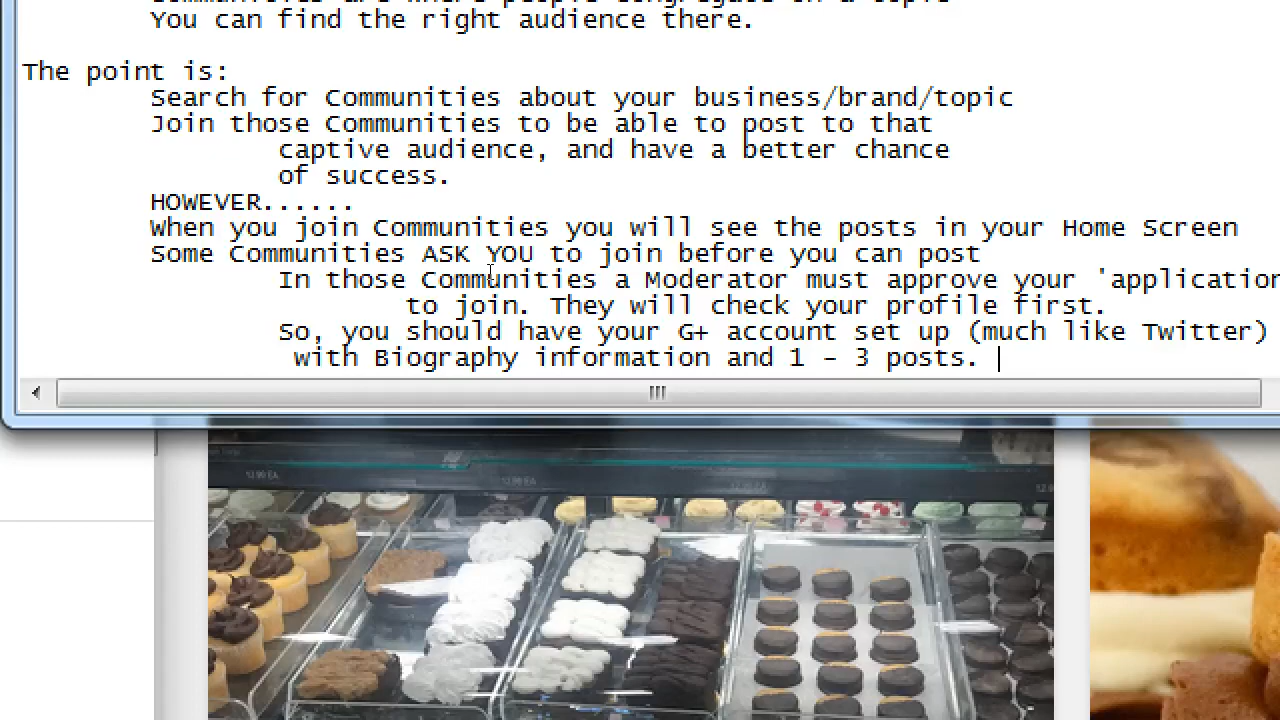 You can find the right audience there.
The point is:
Search for Communities about your business/brand/topic
Join those Communities to be able to post to that
captive audience, and have a better chance
of success.
HOWEVER......
When you join Communities you will see the posts in your Home Screen
Some Communities ASK YOU to join before you can post
In those Communities a Moderator must approve your 'application
to join. They will check your profile first.
So, you should have your G+ account set up (much like Twitter)
with Biography information and 1 - 3 posts.